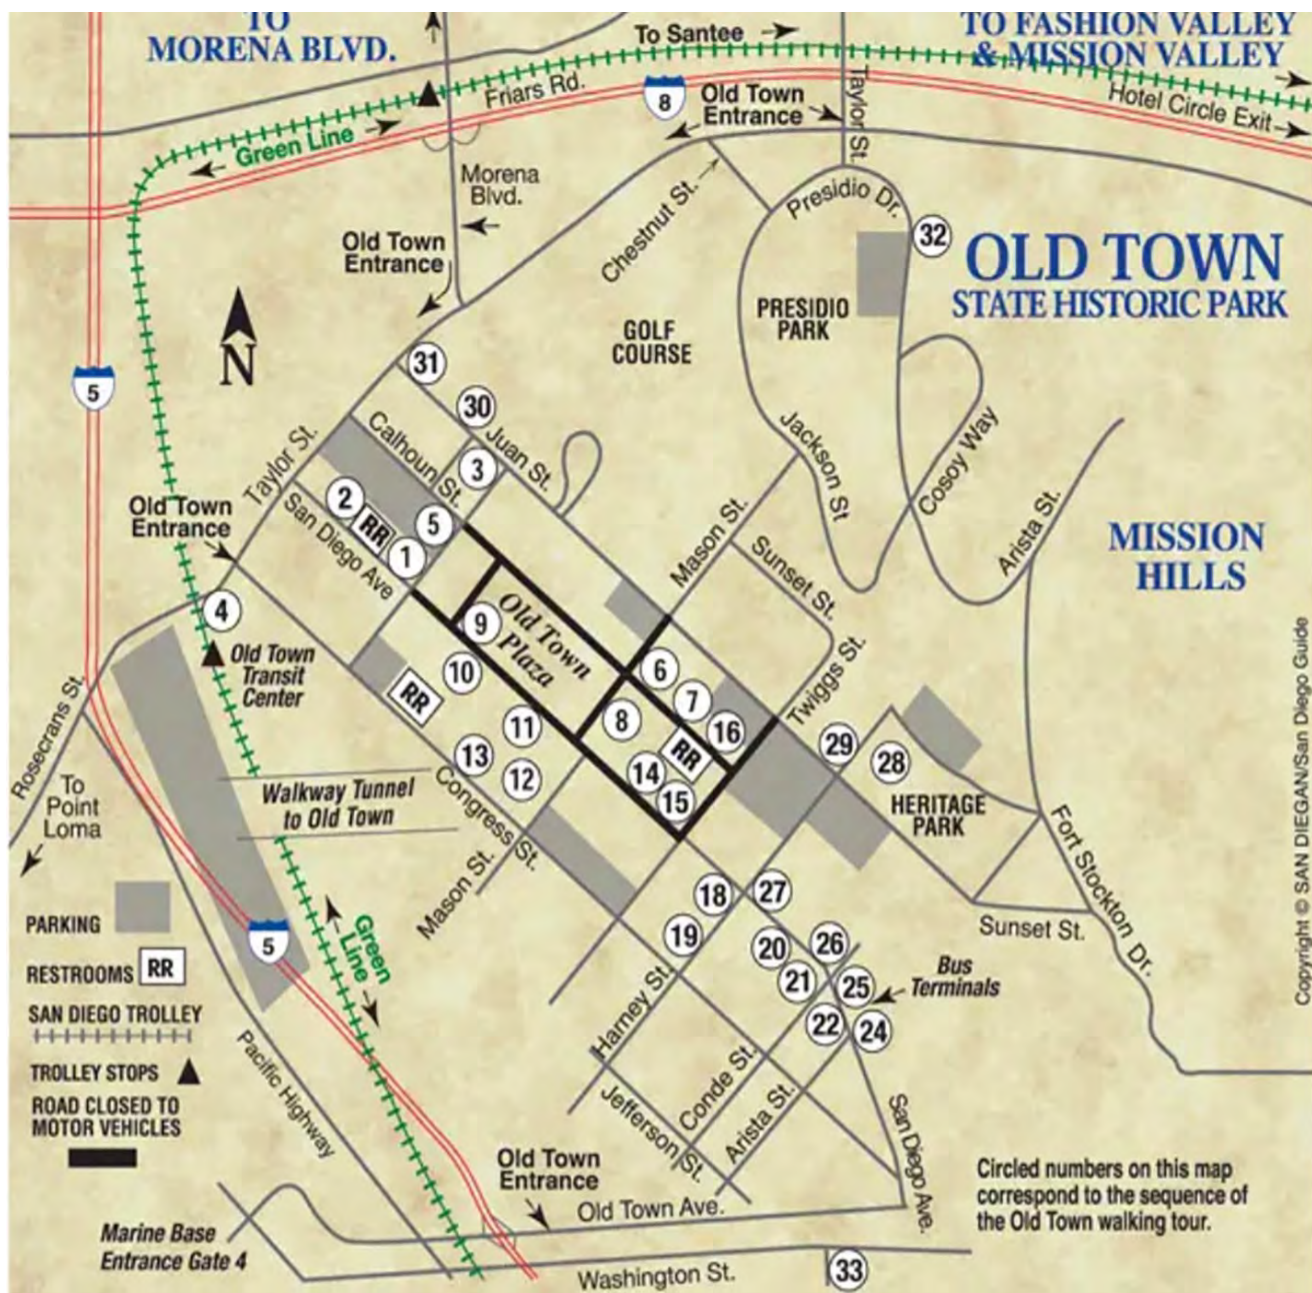 TO
MORENA BLVD.
To Santee
TO FASHION VALLEY
& MISSION VALLEY
Friars Rd.
8
Old Town
Entrance
Taylor St.
Hotel Circle Exit
Green Line
Morena
Blvd.
Chestnut St.
Presidio Dr.
32
Old Town
Entrance
OLD TOWN
STATE HISTORIC PARK
PRESIDIO
PARK
GOLF
COURSE
N
5
31
30
Juan St.
Calhoun St.
3
Taylor St.
Jackson St
Cosoy Way
2
RR
5
1
San Diego Ave
Old Town
Entrance
Mason St.
Sunset St.
Arista St.
MISSION
HILLS
4
Old Town
Transit
Center
9
Old Town
Plaza
10
RR
6
7
8
16
RR
Twiggs St.
11
13
12
14
15
29
28
HERITAGE
PARK
Rosecrans St.
To
Point
Loma
Walkway Tunnel
to Old Town
Congress St.
Mason St.
Fort Stockton Dr.
Sunset St.
PARKING
RESTROOMS RR
SAN DIEGO TROLLEY
TROLLEY STOPS
ROAD CLOSED TO
MOTOR VEHICLES
5
Green
Line
18
27
19
20
26
21
25
22
24
Bus
Terminals
Harney St.
Conde St.
Arista St.
Jefferson St.
Pacific Highway
San Diego Ave.
Old Town
Entrance
Old Town Ave.
Marine Base
Entrance Gate 4
Washington St.
33
Circled numbers on this map
correspond to the sequence of
the Old Town walking tour.
Copyright © SAN DIEGAN/San Diego Guide